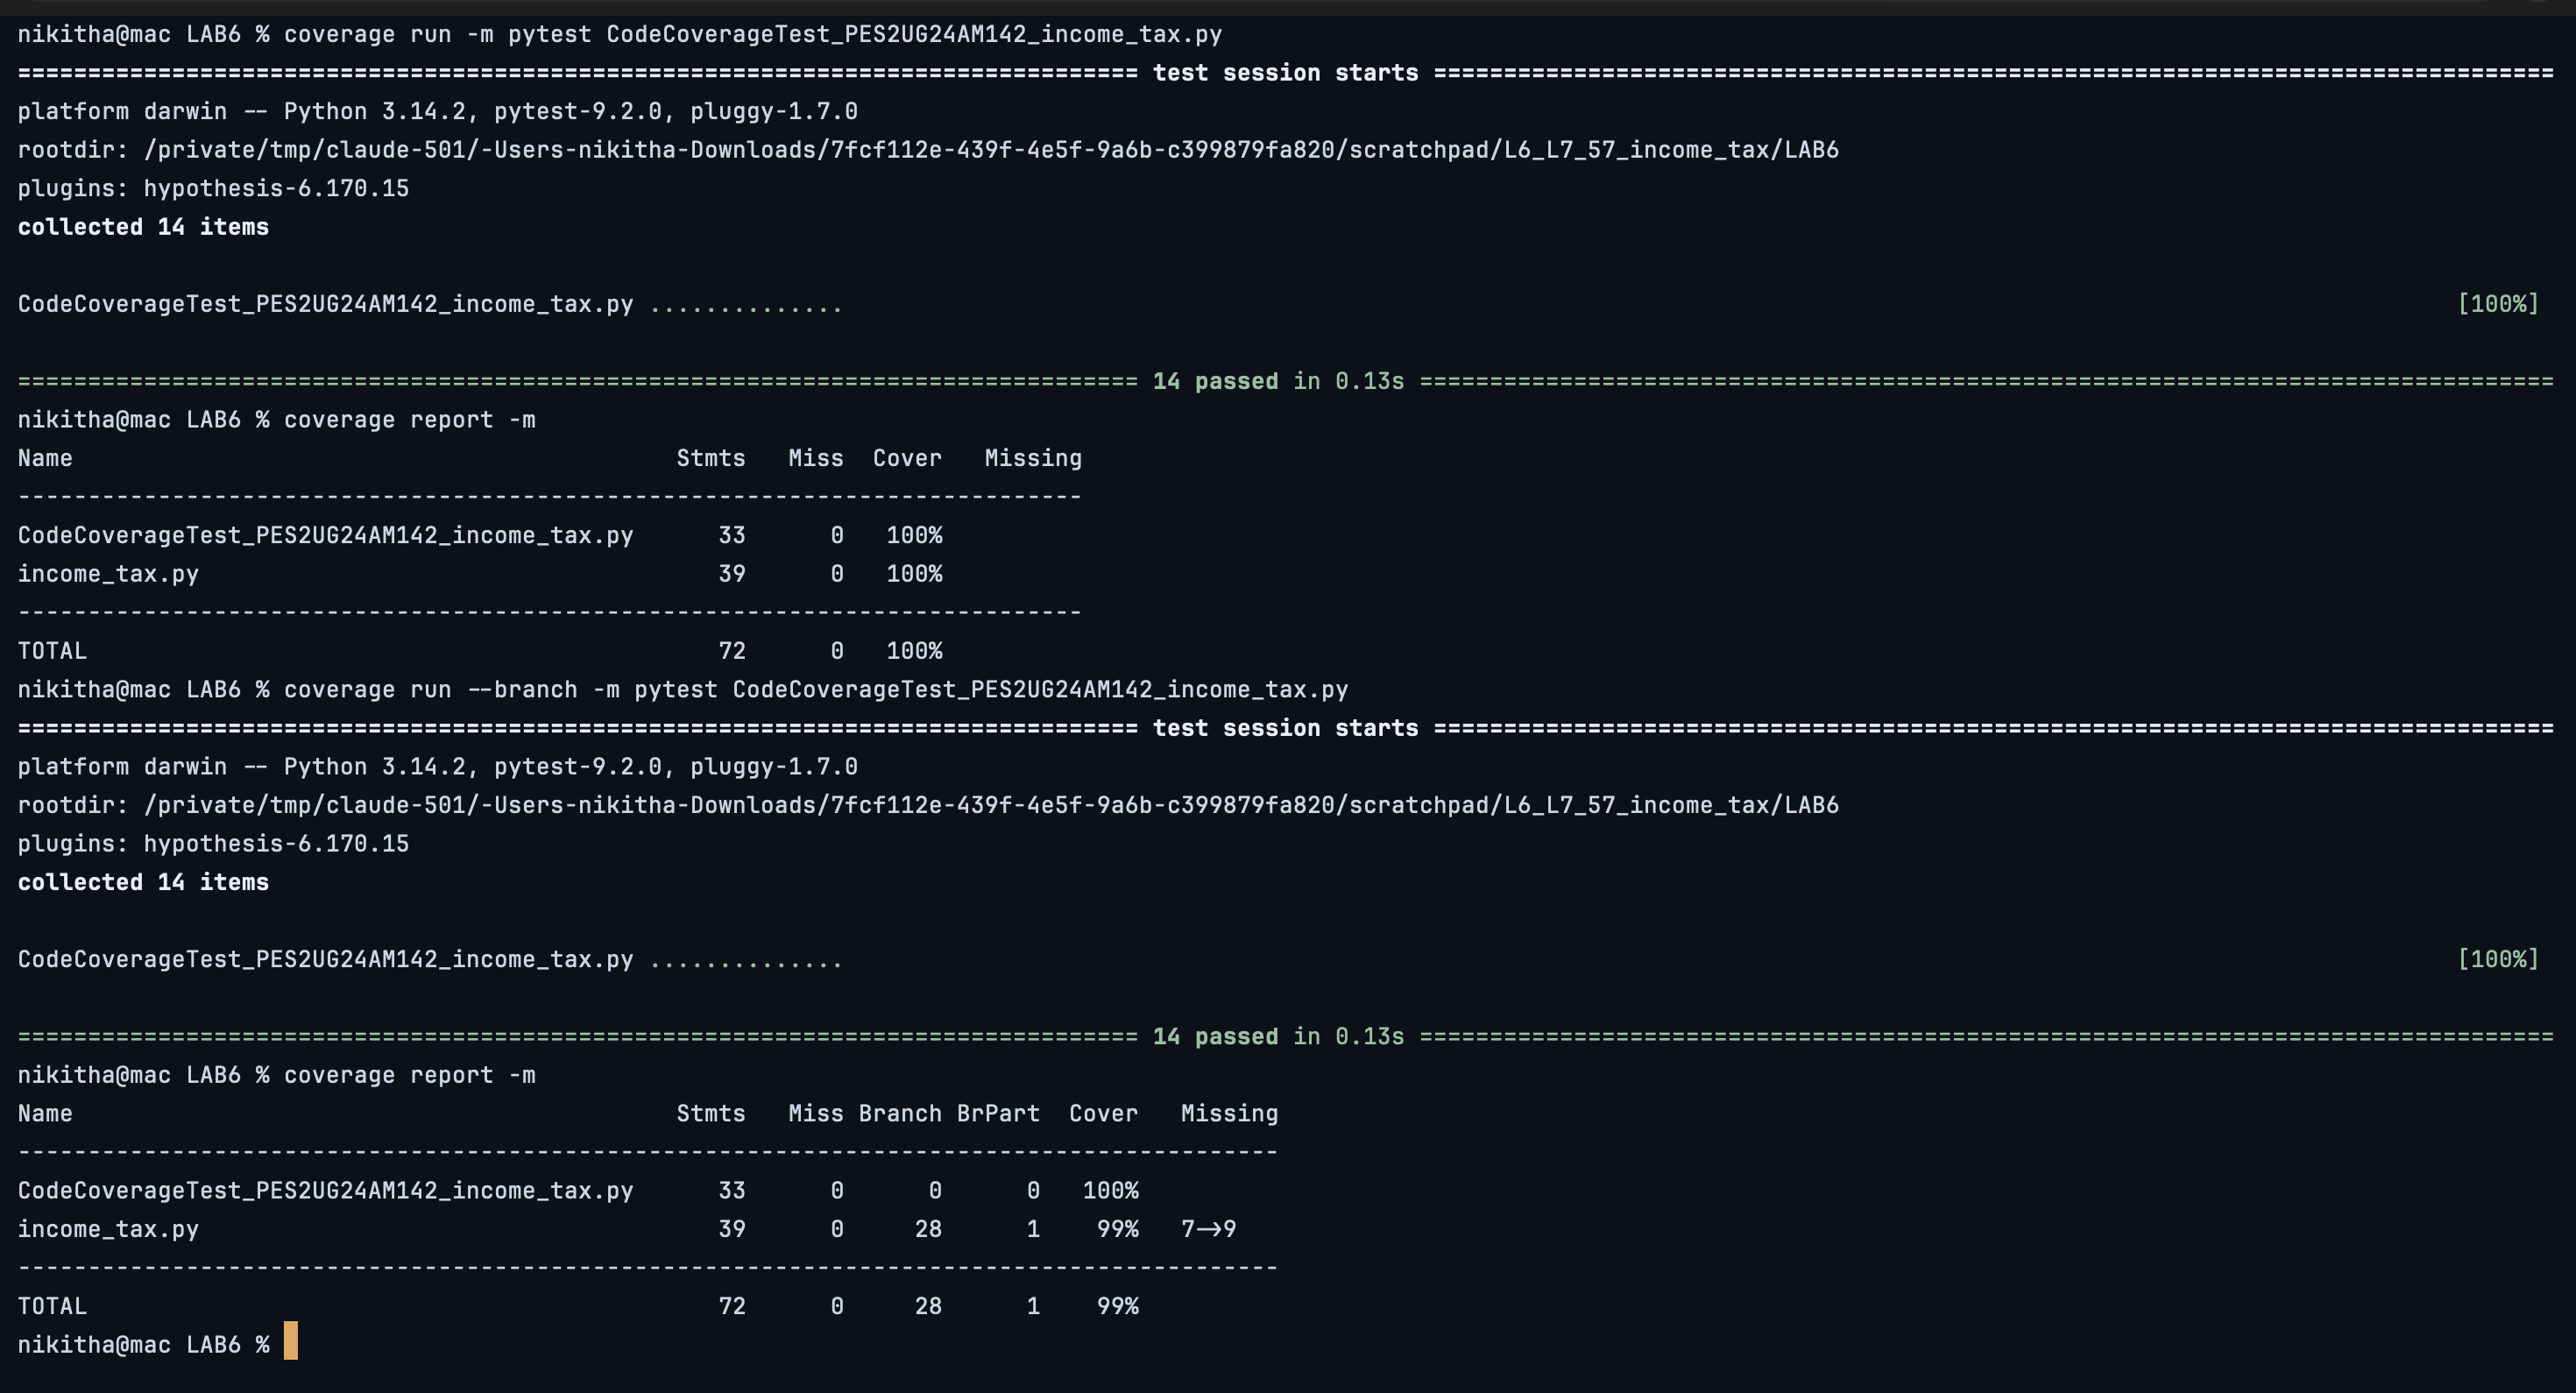 nikitha@mac LAB6 % coverage run -m pytest CodeCoverageTest_PES2UG24AM142_income_tax.py
================================================================================ test session starts ================================================================================
platform darwin -- Python 3.14.2, pytest-9.2.0, pluggy-1.7.0
rootdir: /private/tmp/claude-501/-Users-nikitha-Downloads/7fcf112e-439f-4e5f-9a6b-c399879fa820/scratchpad/L6_L7_57_income_tax/LAB6
plugins: hypothesis-6.170.15
collected 14 items

CodeCoverageTest_PES2UG24AM142_income_tax.py .............. [100%]

================================================================================ 14 passed in 0.13s =================================================================================
nikitha@mac LAB6 % coverage report -m
Name                                           Stmts   Miss  Cover   Missing
----------------------------------------------------------------------------
CodeCoverageTest_PES2UG24AM142_income_tax.py      33      0   100%
income_tax.py                                     39      0   100%
----------------------------------------------------------------------------
TOTAL                                             72      0   100%
nikitha@mac LAB6 % coverage run --branch -m pytest CodeCoverageTest_PES2UG24AM142_income_tax.py
================================================================================ test session starts ================================================================================
platform darwin -- Python 3.14.2, pytest-9.2.0, pluggy-1.7.0
rootdir: /private/tmp/claude-501/-Users-nikitha-Downloads/7fcf112e-439f-4e5f-9a6b-c399879fa820/scratchpad/L6_L7_57_income_tax/LAB6
plugins: hypothesis-6.170.15
collected 14 items

CodeCoverageTest_PES2UG24AM142_income_tax.py .............. [100%]

================================================================================ 14 passed in 0.13s =================================================================================
nikitha@mac LAB6 % coverage report -m
Name                                           Stmts   Miss Branch BrPart  Cover   Missing
------------------------------------------------------------------------------------------
CodeCoverageTest_PES2UG24AM142_income_tax.py      33      0      0      0   100%
income_tax.py                                     39      0     28      1    99%   7->9
------------------------------------------------------------------------------------------
TOTAL                                             72      0     28      1    99%
nikitha@mac LAB6 %